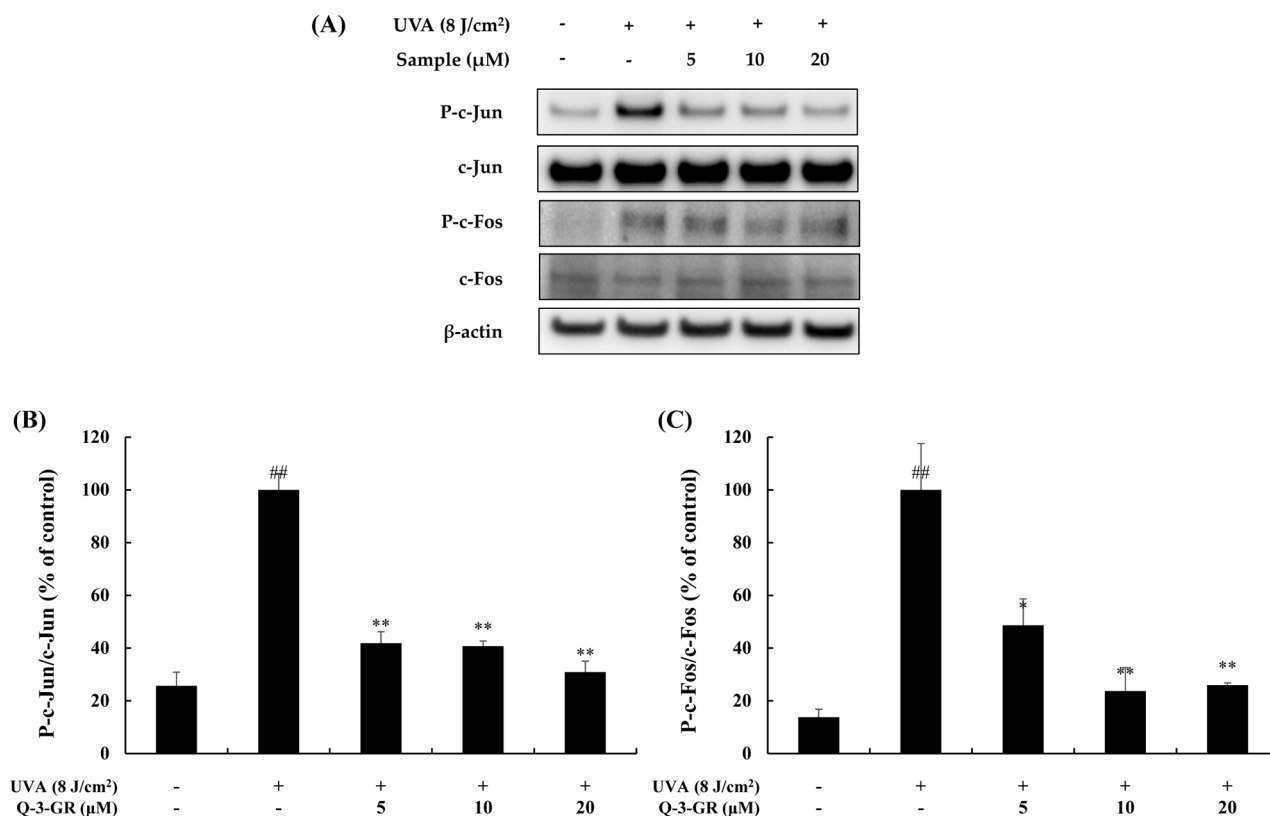 (A)
UVA (8 J/cm²) - + + + +
Sample (μM) - - 5 10 20
P-c-Jun
c-Jun
P-c-Fos
c-Fos
β-actin
(B)
P-c-Jun/c-Jun (% of control)
120
100
80
60
40
20
0
##
**
**
**
UVA (8 J/cm²) - + + + +
Q-3-GR (μM) - - 5 10 20
(C)
P-c-Fos/c-Fos (% of control)
120
100
80
60
40
20
0
##
*
**
**
UVA (8 J/cm²) - + + + +
Q-3-GR (μM) - - 5 10 20